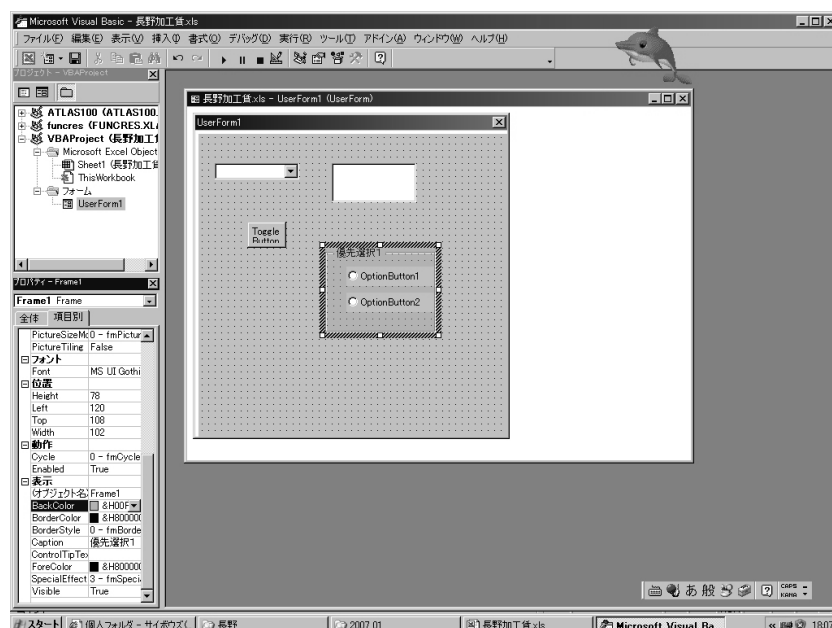 Microsoft Visual Basic - 長野加工賃.xls
ファイル(F) 編集(E) 表示(V) 挿入(I) 書式(O) デバッグ(D) 実行(R) ツール(T) アドイン(A) ウィンドウ(W) ヘルプ(H)
プロジェクト - VBAProject
ATLAS100 (ATLAS100.
funcres (FUNCRES.XL
VBAProject (長野加工
Microsoft Excel Object
Sheet1 (長野加工賃
ThisWorkbook
フォーム
UserForm1
長野加工賃.xls - UserForm1 (UserForm)
UserForm1
Toggle
Button
優先選択1
OptionButton1
OptionButton2
プロパティ - Frame1
Frame1 Frame
全体 項目別
PictureSizeMc 0 - fmPictur
PictureTiling False
フォント
Font MS UI Gothi
位置
Height 78
Left 120
Top 108
Width 102
動作
Cycle 0 - fmCycle
Enabled True
表示
(オブジェクト名) Frame1
BackColor &H00F
BorderColor &H800000
BorderStyle 0 - fmBorde
Caption 優先選択1
ControlTipTex
ForeColor &H800000
SpecialEffect 3 - fmSpeci
Visible True
あ 般 CAPS KANA
スタート 個人フォルダ - サイボウズ( 長野 2007.01 長野加工賃.xls Microsoft Visual Ba... 18:07